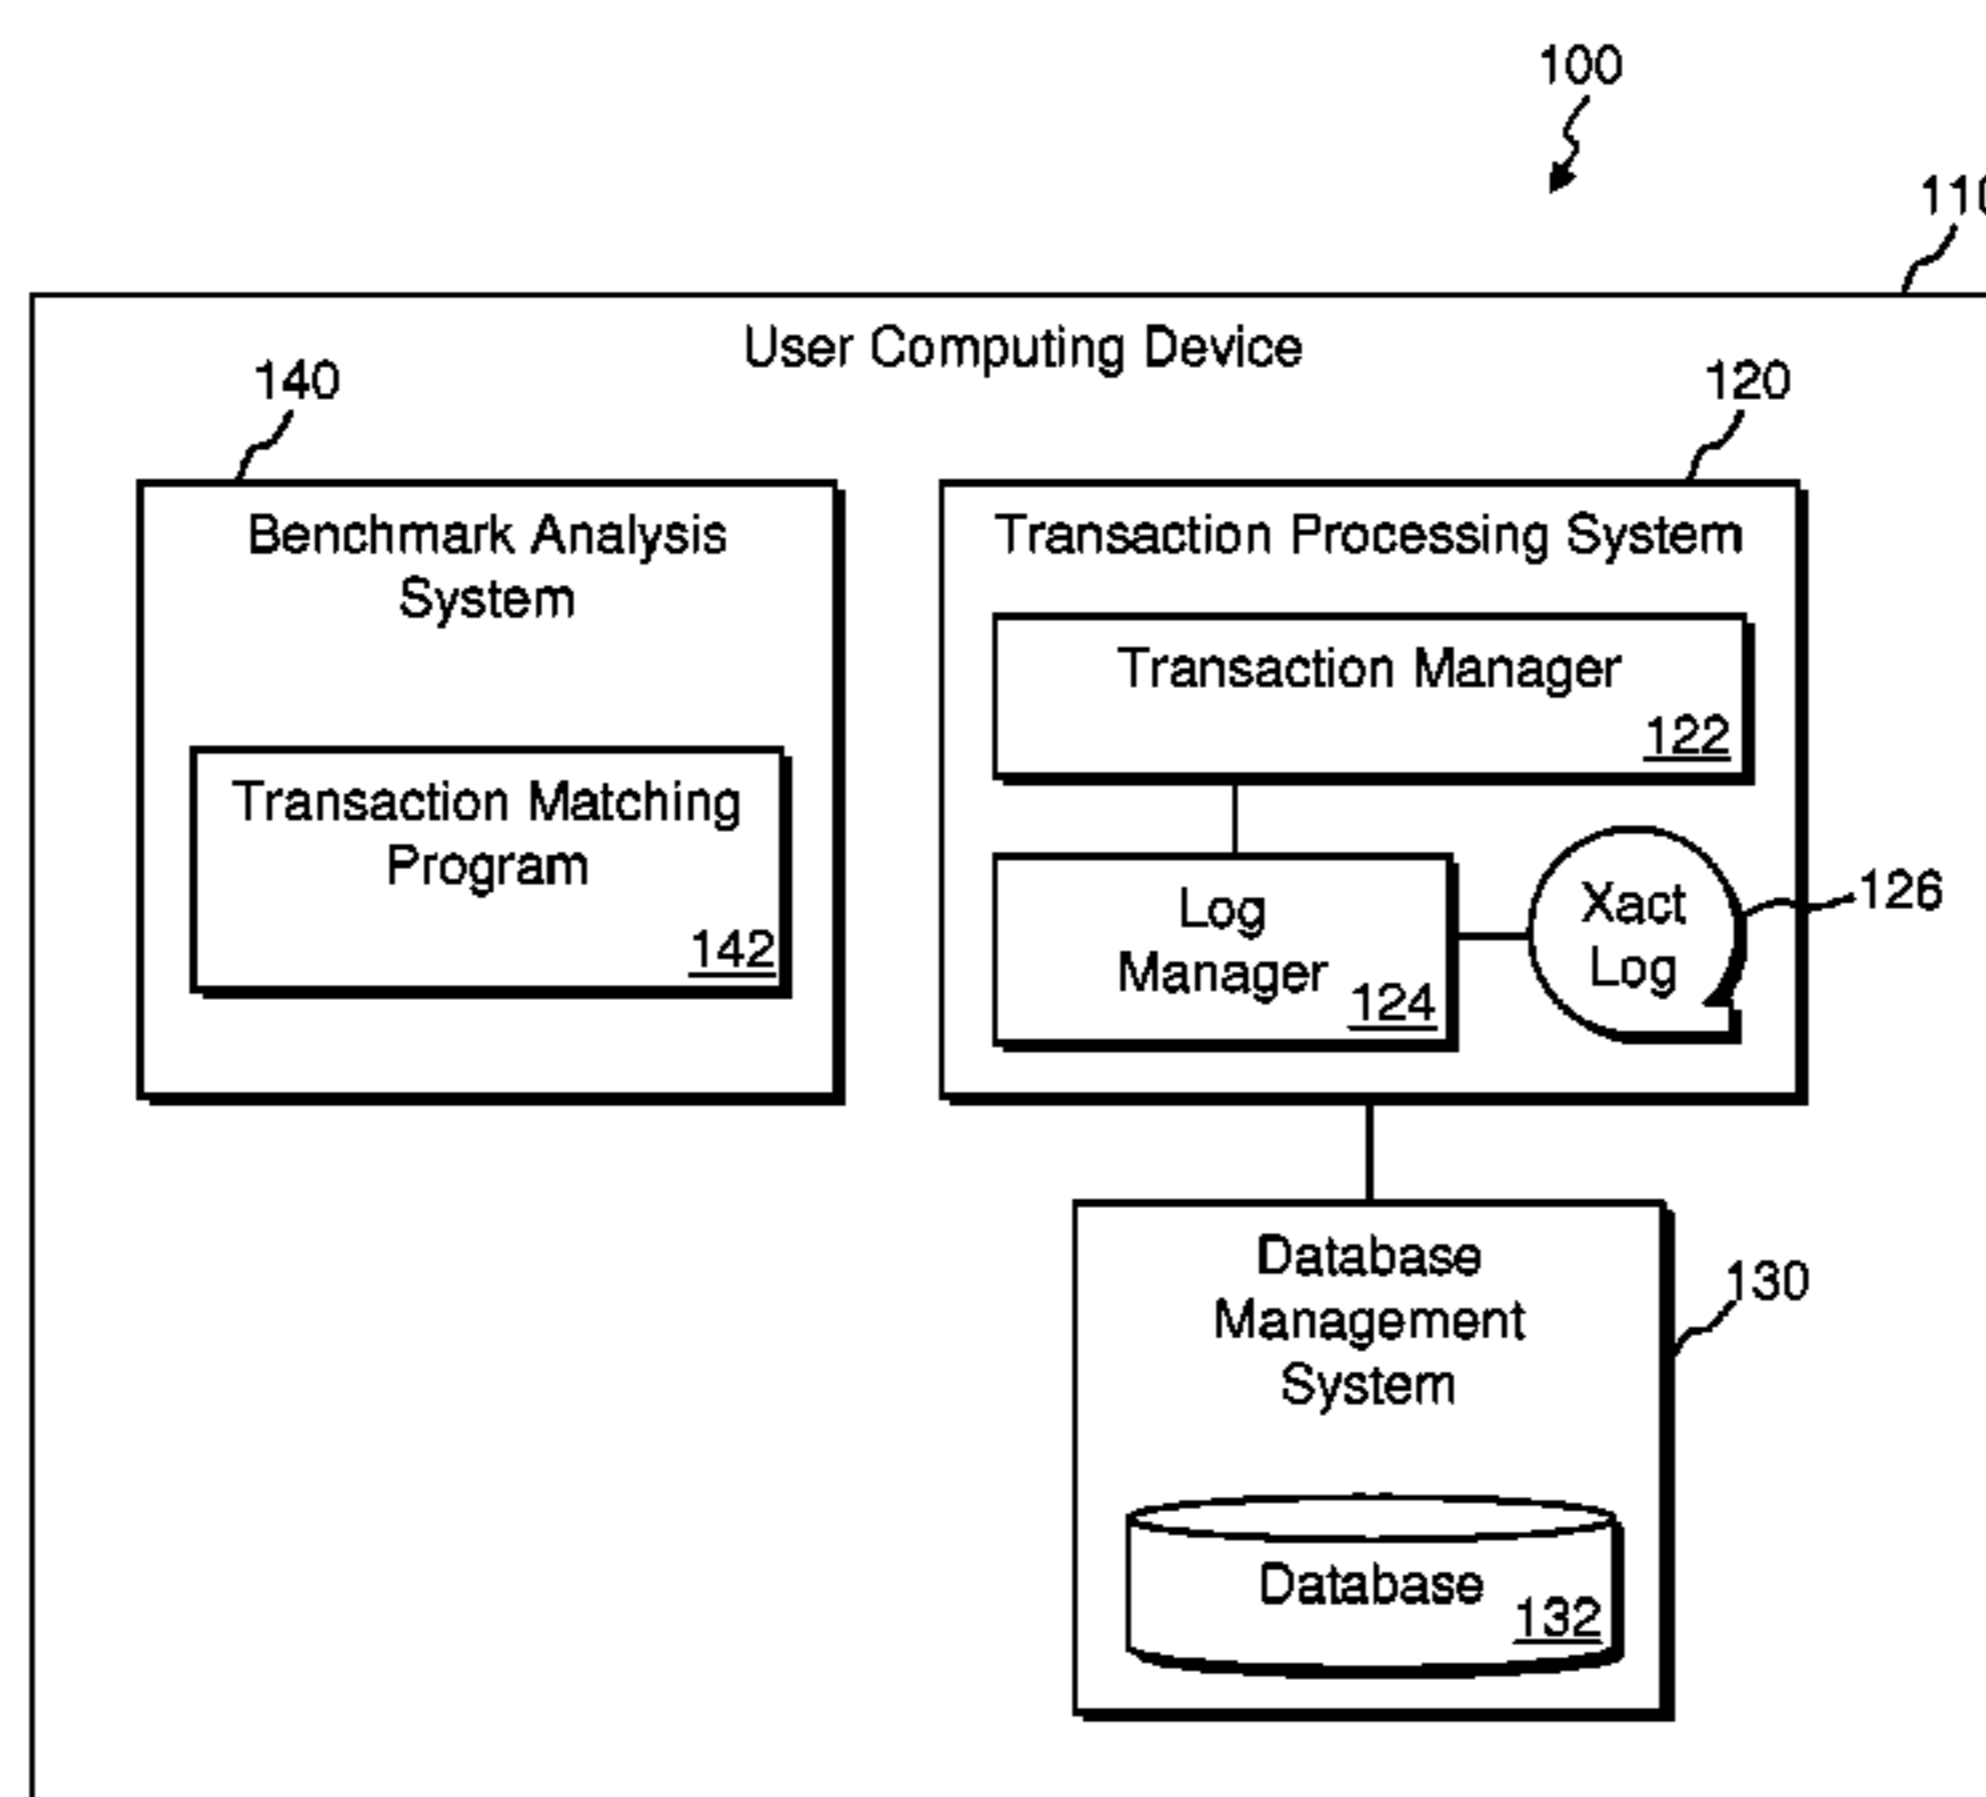 100
110
User Computing Device
140
120
Benchmark Analysis
System
Transaction Matching
Program
142
Transaction Processing System
Transaction Manager
122
Log
Manager
124
Xact
Log
126
Database
Management
System
130
Database
132